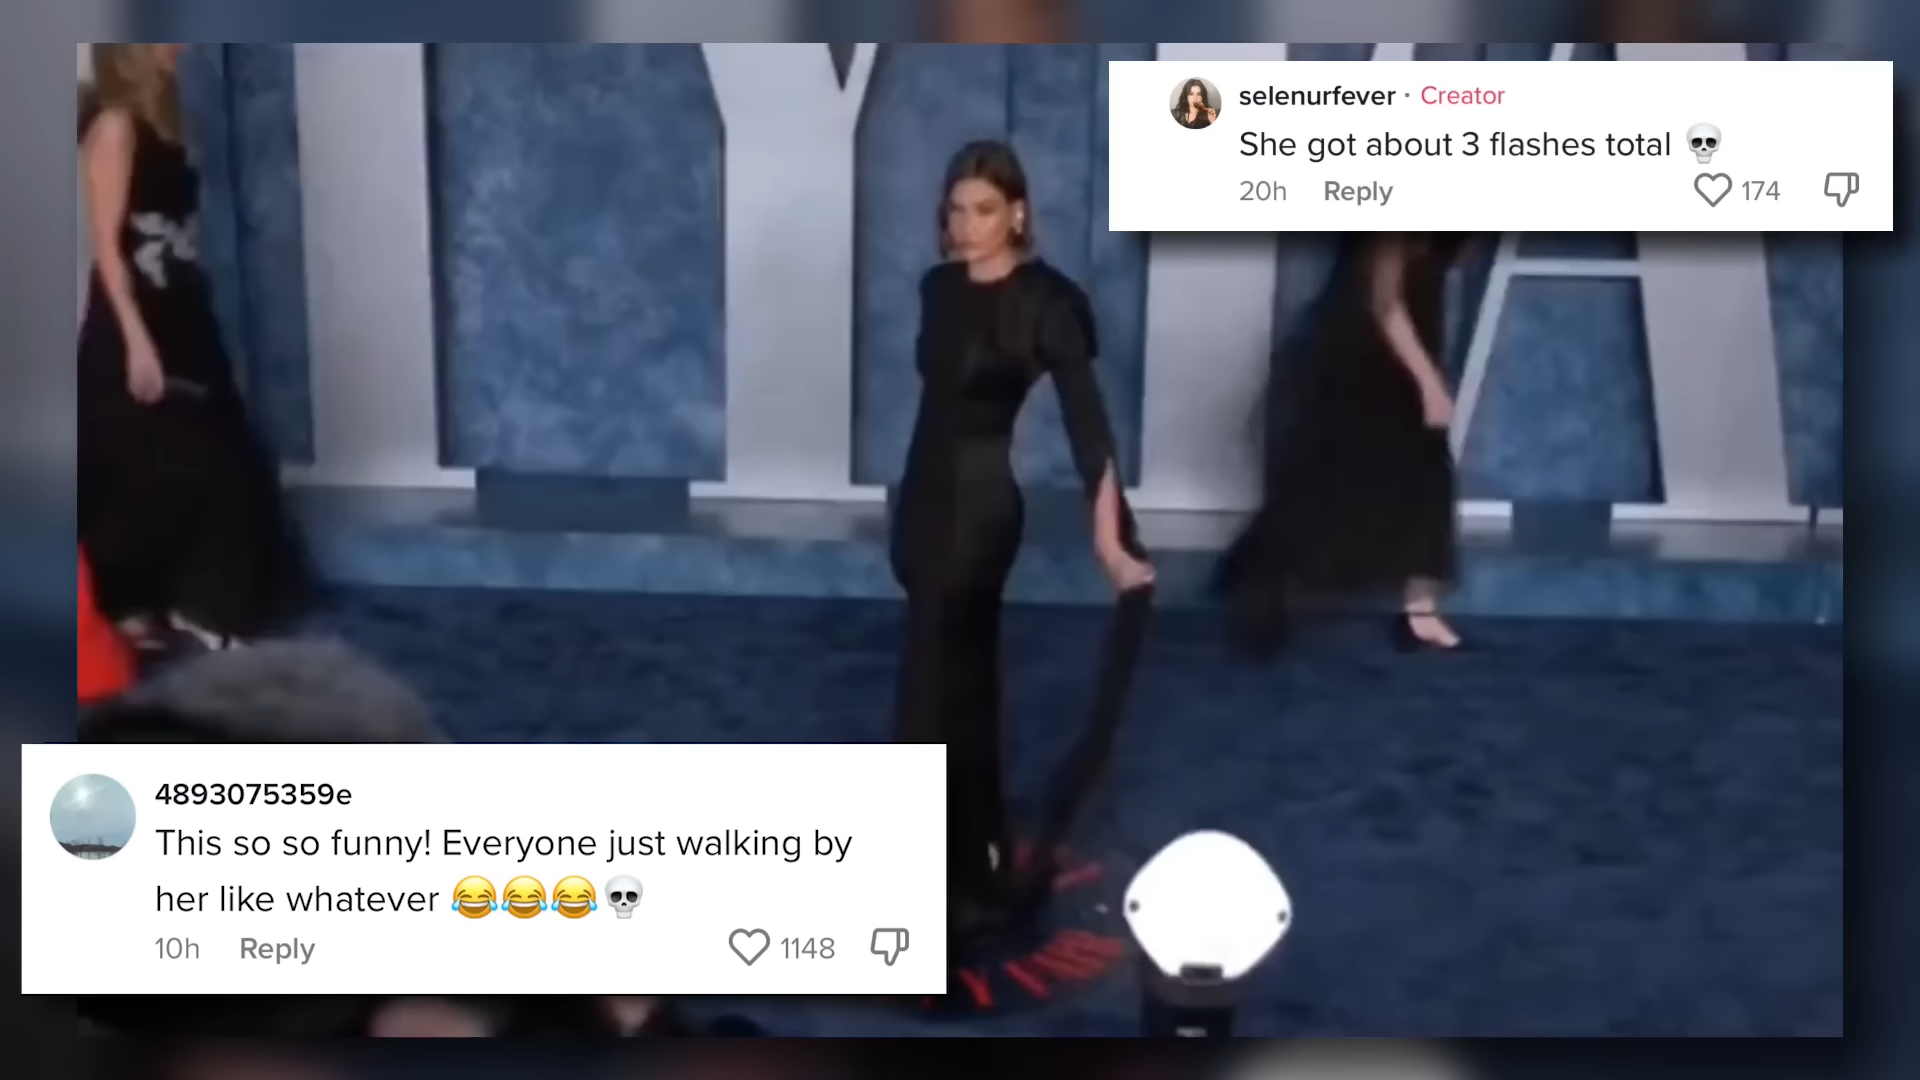 I Y F A
selenurfever · Creator
She got about 3 flashes total 💀
20h Reply 174
4893075359e
This so so funny! Everyone just walking by
her like whatever 😂😂😂💀
10h Reply 1148